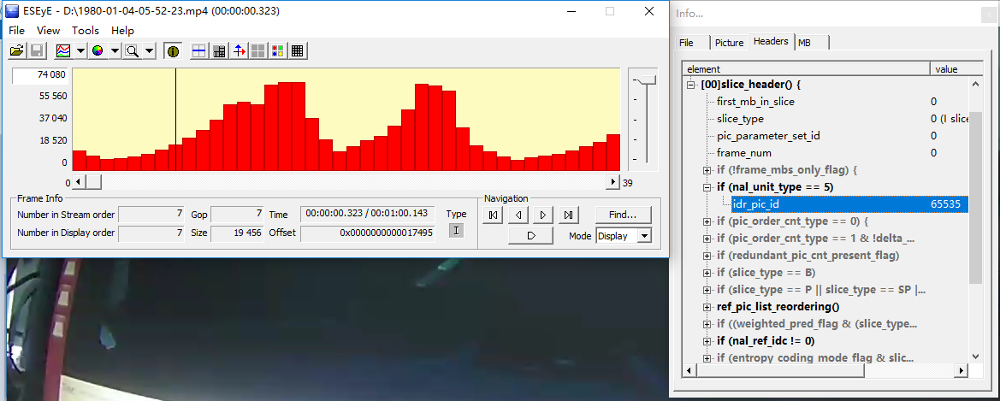 ESEyE - D:\1980-01-04-05-52-23.mp4 (00:00:00.323)
File View Tools Help
74 080
55 560
37 040
18 520
0
0 39
Frame Info
Number in Stream order 7 Gop 7 Time 00:00:00.323 / 00:01:00.143 Type
Number in Display order 7 Size 19 456 Offset 0x0000000000017495 I
Navigation
Find...
Mode Display
Info...
File Picture Headers MB
element value
[00]slice_header() {
first_mb_in_slice 0
slice_type 0 (I slice
pic_parameter_set_id 0
frame_num 0
if (!frame_mbs_only_flag) {
if (nal_unit_type == 5)
idr_pic_id 65535
if (pic_order_cnt_type == 0) {
if (pic_order_cnt_type == 1 & !delta_...
if (redundant_pic_cnt_present_flag)
if (slice_type == B)
if (slice_type == P || slice_type == SP |...
ref_pic_list_reordering()
if ((weighted_pred_flag & (slice_type...
if (nal_ref_idc != 0)
if (entropy_coding_mode_flag & slic...